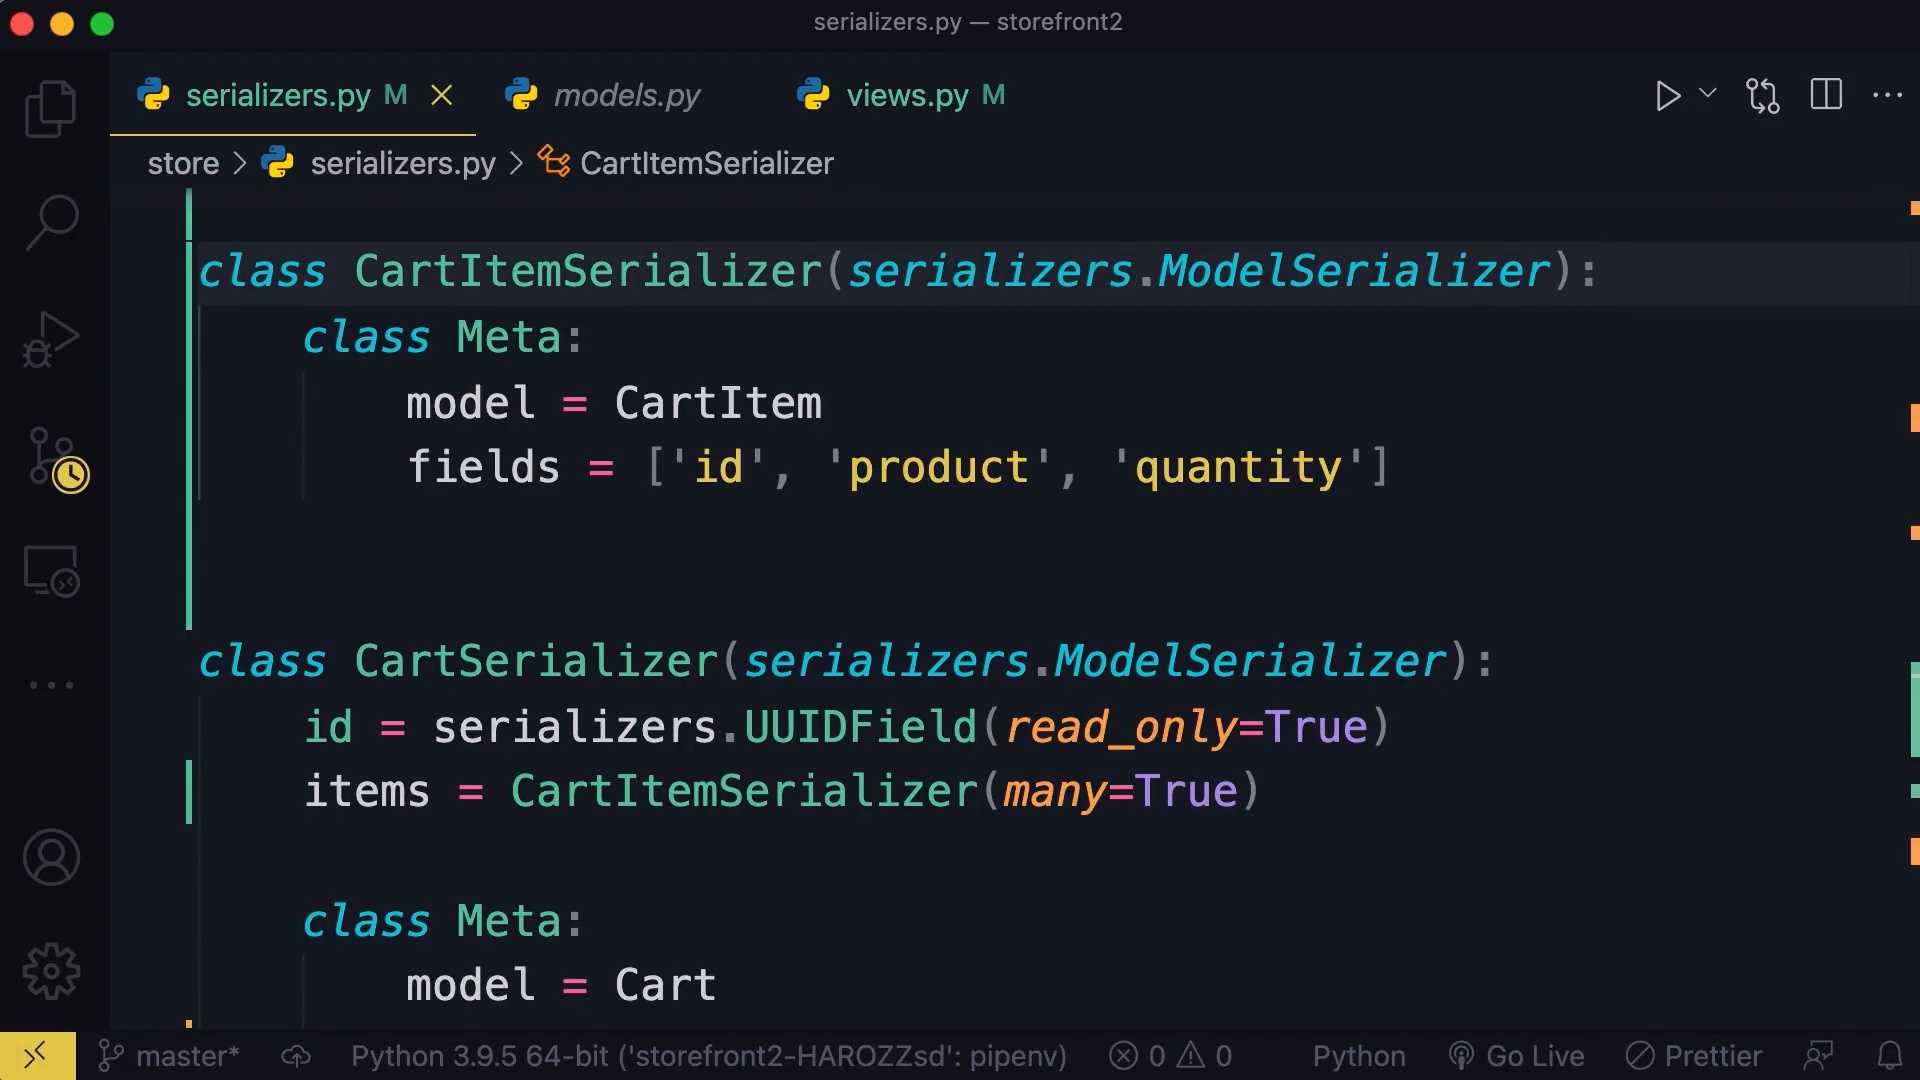 serializers.py — storefront2
serializers.py M models.py views.py M
store > serializers.py > CartItemSerializer
class CartItemSerializer(serializers.ModelSerializer):
    class Meta:
        model = CartItem
        fields = ['id', 'product', 'quantity']
class CartSerializer(serializers.ModelSerializer):
    id = serializers.UUIDField(read_only=True)
    items = CartItemSerializer(many=True)
    class Meta:
        model = Cart
master* Python 3.9.5 64-bit ('storefront2-HAROZZsd': pipenv) 0 0 Python Go Live Prettier